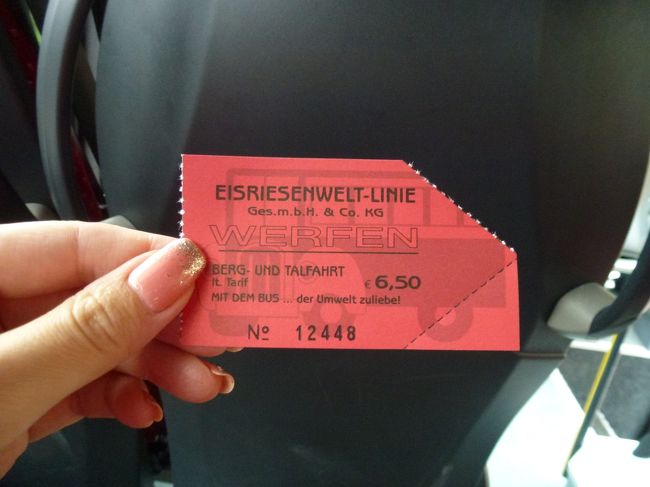 EISRIESENWELT-LINIE
Ges.m.b.H. & Co. KG
WERFEN
BERG- UND TALFAHRT
lt. Tarif € 6,50
MIT DEM BUS ... der Umwelt zuliebe!
No 12448